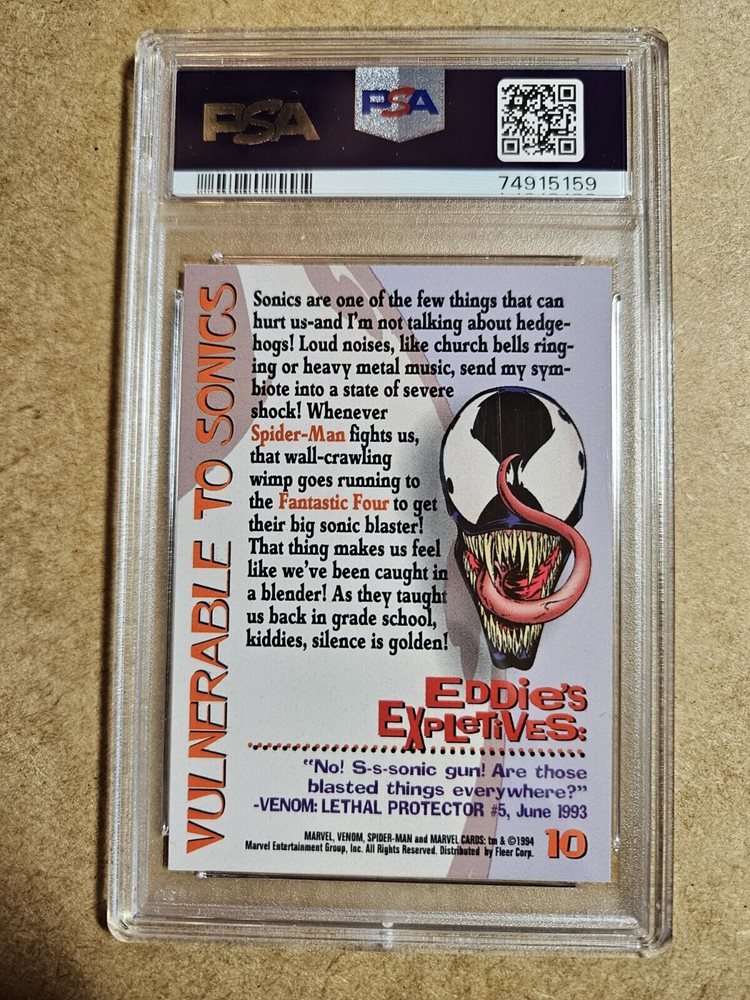 PSA
PSA
74915159
VULNERABLE TO SONICS
Sonics are one of the few things that can
hurt us-and I'm not talking about hedge-
hogs! Loud noises, like church bells ring-
ing or heavy metal music, send my sym-
biote into a state of severe
shock! Whenever
Spider-Man fights us,
that wall-crawling
wimp goes running to
the Fantastic Four to get
their big sonic blaster!
That thing makes us feel
like we've been caught in
a blender! As they taught
us back in grade school,
kiddies, silence is golden!
EDDIE'S
EXPLETIVES:
"No! S-s-sonic gun! Are those
blasted things everywhere?"
-VENOM: LETHAL PROTECTOR #5, June 1993
MARVEL, VENOM, SPIDER-MAN and MARVEL CARDS: tm & ©1994
Marvel Entertainment Group, Inc. All Rights Reserved. Distributed by Fleer Corp.
10